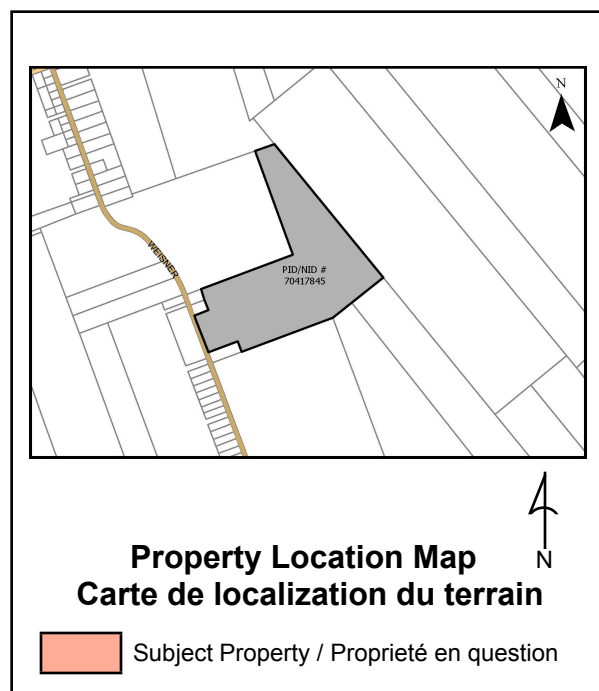 N
WEISNER
PID/NID #
70417845
N
Property Location Map
Carte de localization du terrain
Subject Property / Proprieté en question